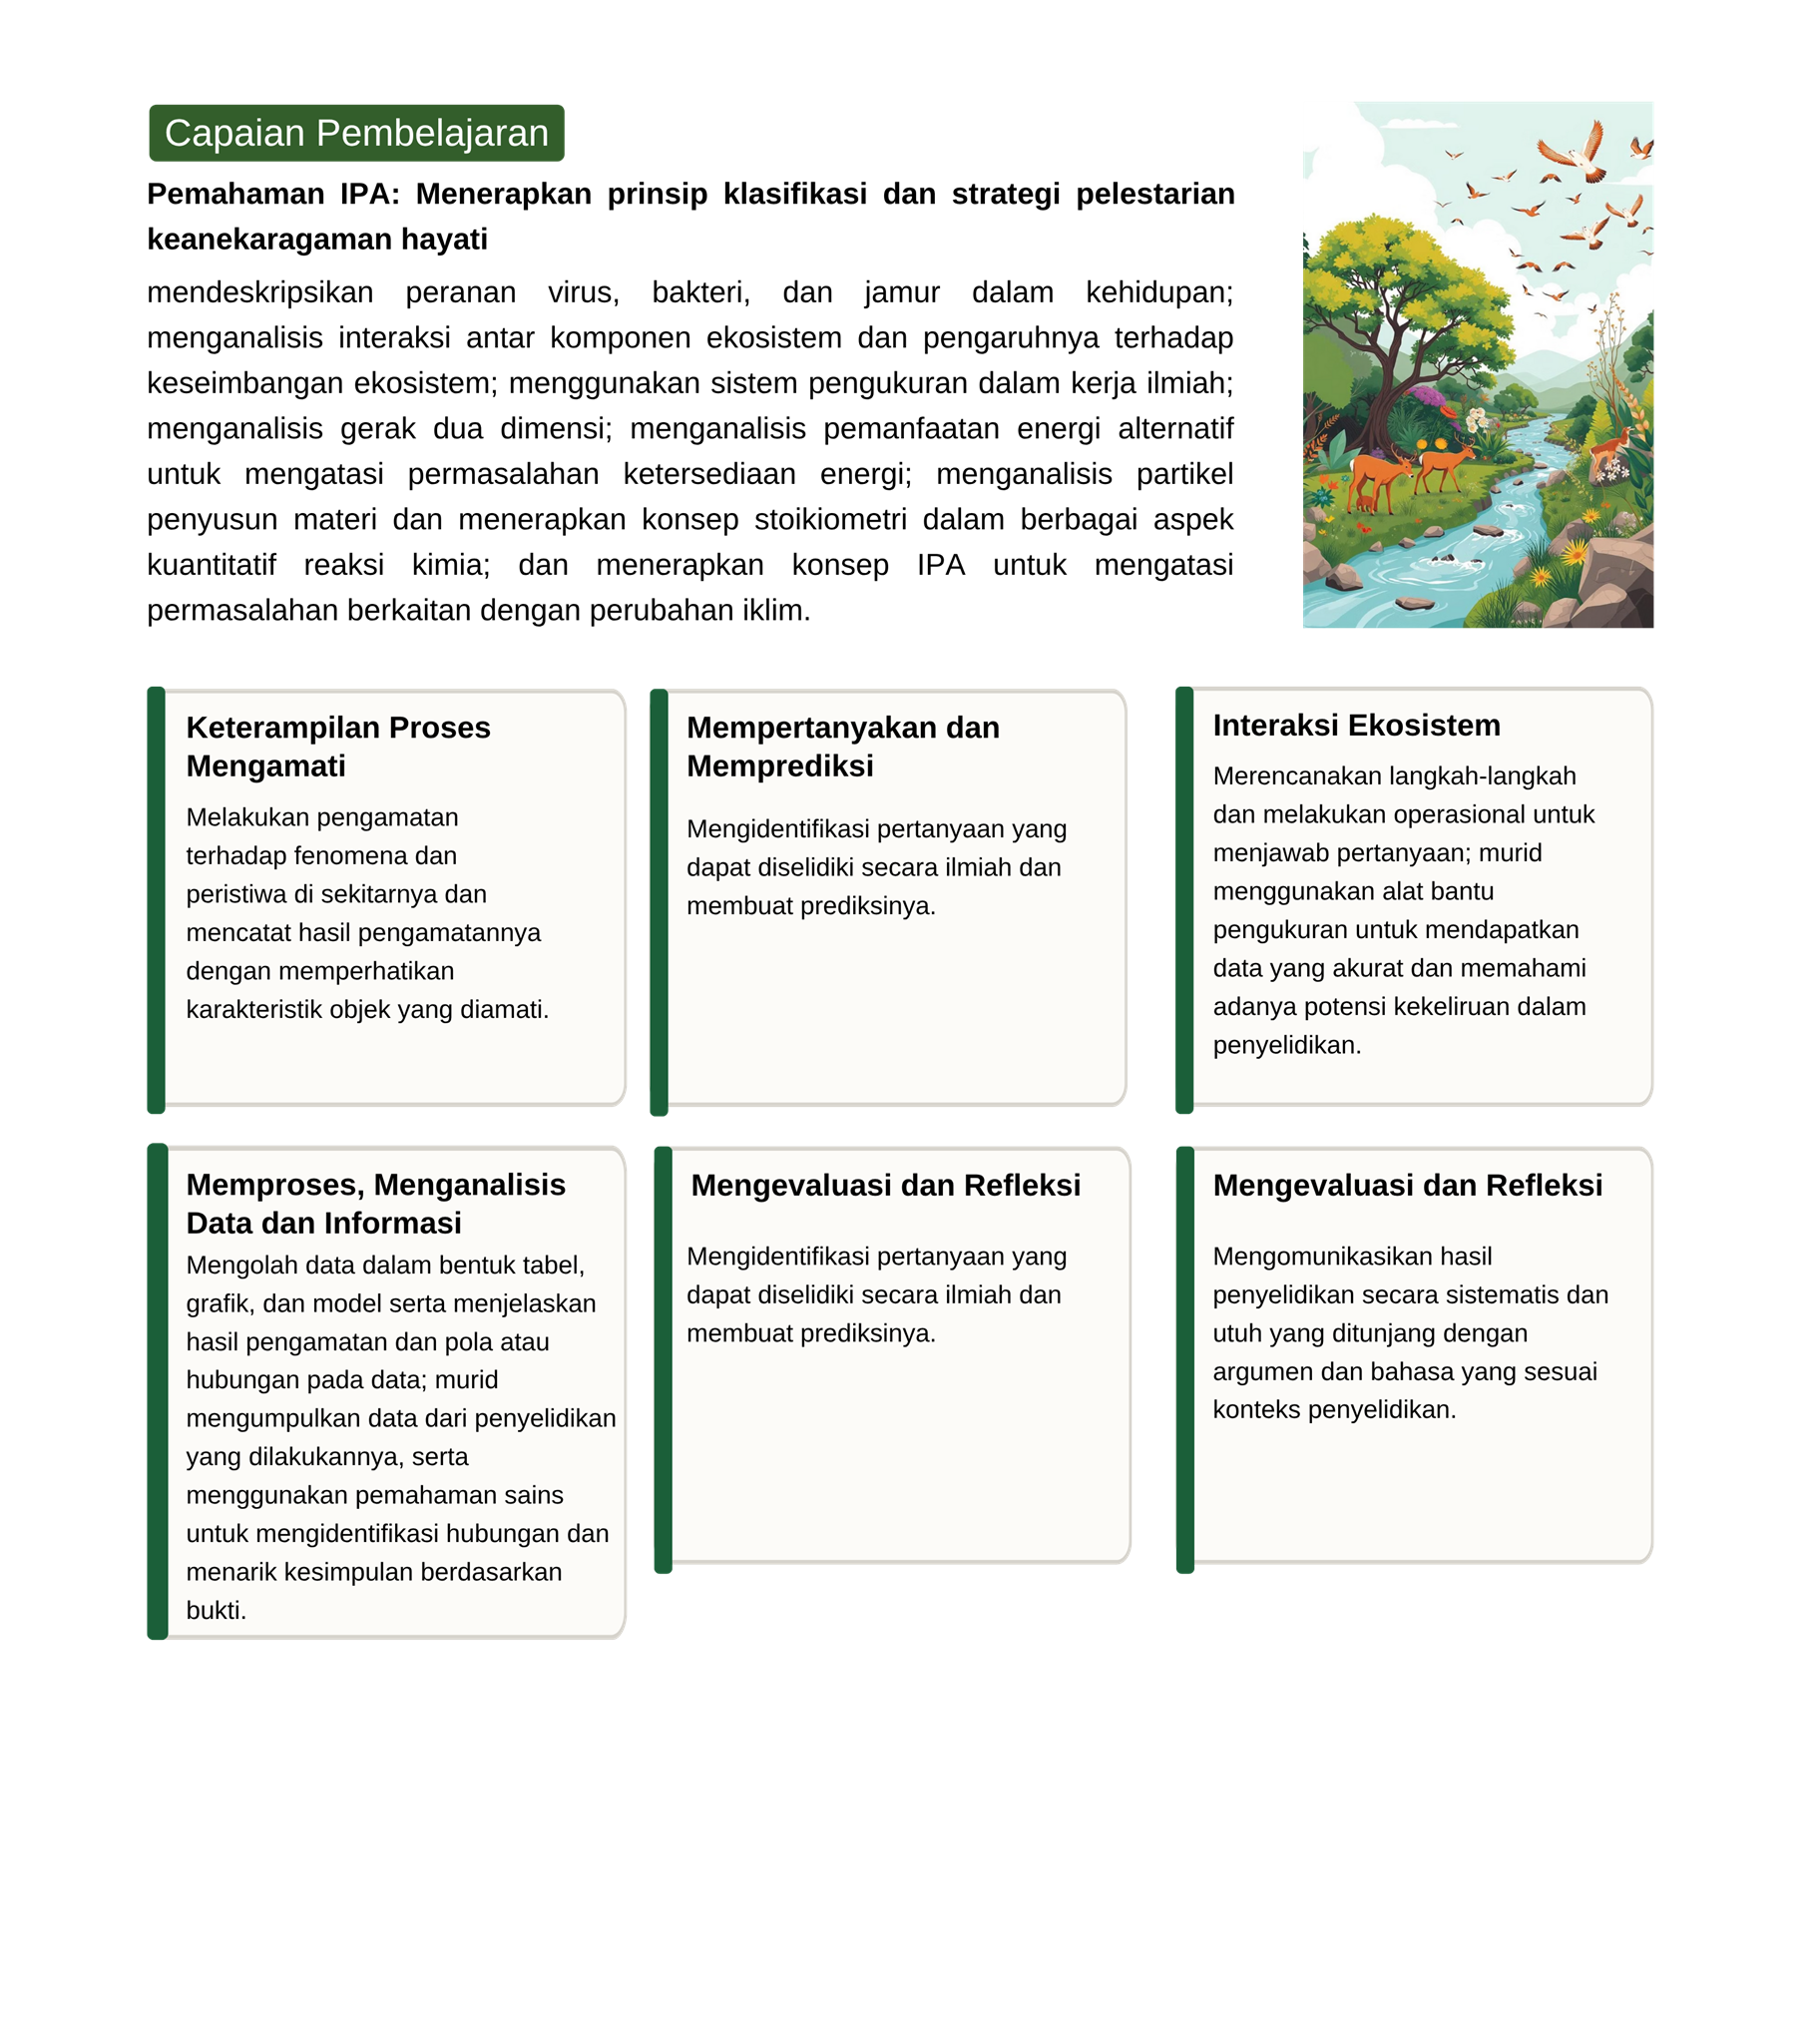 Capaian Pembelajaran
Pemahaman IPA: Menerapkan prinsip klasifikasi dan strategi pelestarian
keanekaragaman hayati
mendeskripsikan peranan virus, bakteri, dan jamur dalam kehidupan;
menganalisis interaksi antar komponen ekosistem dan pengaruhnya terhadap
keseimbangan ekosistem; menggunakan sistem pengukuran dalam kerja ilmiah;
menganalisis gerak dua dimensi; menganalisis pemanfaatan energi alternatif
untuk mengatasi permasalahan ketersediaan energi; menganalisis partikel
penyusun materi dan menerapkan konsep stoikiometri dalam berbagai aspek
kuantitatif reaksi kimia; dan menerapkan konsep IPA untuk mengatasi
permasalahan berkaitan dengan perubahan iklim.
Keterampilan Proses
Mengamati
Melakukan pengamatan
terhadap fenomena dan
peristiwa di sekitarnya dan
mencatat hasil pengamatannya
dengan memperhatikan
karakteristik objek yang diamati.
Mempertanyakan dan
Memprediksi
Mengidentifikasi pertanyaan yang
dapat diselidiki secara ilmiah dan
membuat prediksinya.
Interaksi Ekosistem
Merencanakan langkah-langkah
dan melakukan operasional untuk
menjawab pertanyaan; murid
menggunakan alat bantu
pengukuran untuk mendapatkan
data yang akurat dan memahami
adanya potensi kekeliruan dalam
penyelidikan.
Memproses, Menganalisis
Data dan Informasi
Mengolah data dalam bentuk tabel,
grafik, dan model serta menjelaskan
hasil pengamatan dan pola atau
hubungan pada data; murid
mengumpulkan data dari penyelidikan
yang dilakukannya, serta
menggunakan pemahaman sains
untuk mengidentifikasi hubungan dan
menarik kesimpulan berdasarkan
bukti.
Mengevaluasi dan Refleksi
Mengidentifikasi pertanyaan yang
dapat diselidiki secara ilmiah dan
membuat prediksinya.
Mengevaluasi dan Refleksi
Mengomunikasikan hasil
penyelidikan secara sistematis dan
utuh yang ditunjang dengan
argumen dan bahasa yang sesuai
konteks penyelidikan.